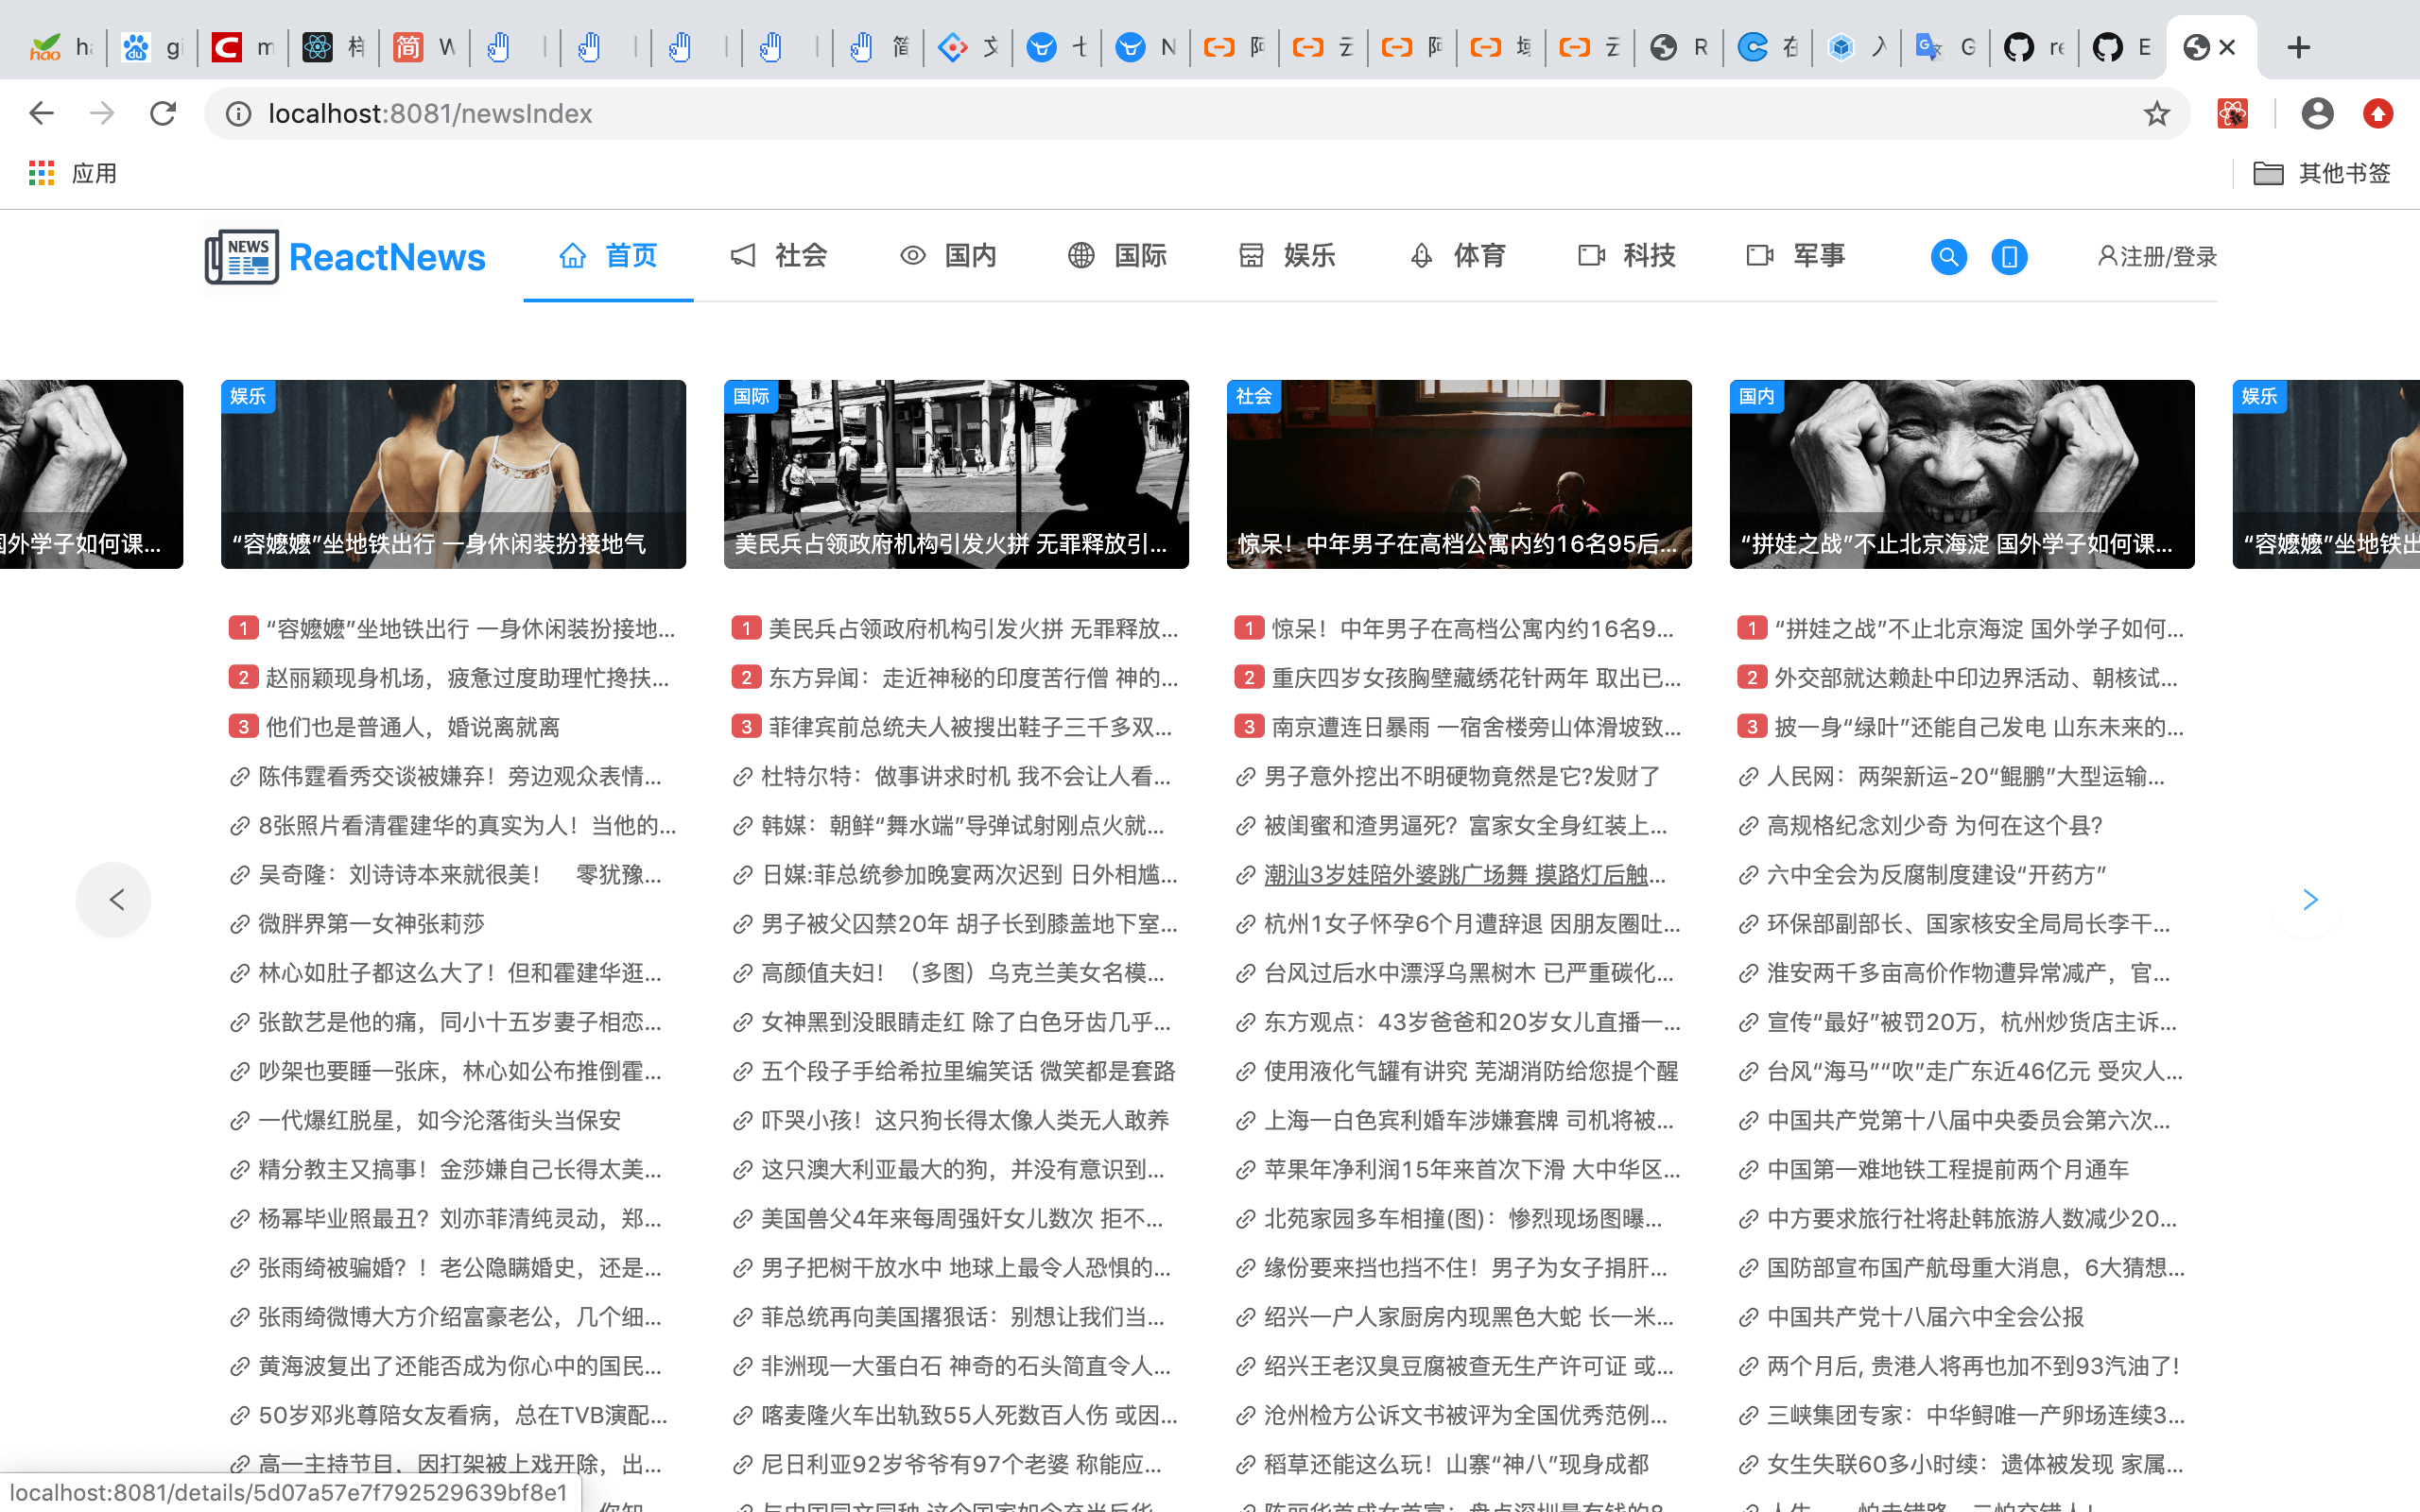 localhost:8081/newsIndex
应用
其他书签
NEWS ReactNews 首页 社会 国内 国际 娱乐 体育 科技 军事 注册/登录
国外学子如何课...
娱乐
“容嬷嬷”坐地铁出行 一身休闲装扮接地气
国际
美民兵占领政府机构引发火拼 无罪释放引...
社会
惊呆！中年男子在高档公寓内约16名95后...
国内
“拼娃之战”不止北京海淀 国外学子如何课...
娱乐
“容嬷嬷”坐地铁出
1 “容嬷嬷”坐地铁出行 一身休闲装扮接地...
2 赵丽颖现身机场，疲惫过度助理忙搀扶...
3 他们也是普通人，婚说离就离
陈伟霆看秀交谈被嫌弃！旁边观众表情...
8张照片看清霍建华的真实为人！当他的...
吴奇隆：刘诗诗本来就很美！ 零犹豫...
微胖界第一女神张莉莎
林心如肚子都这么大了！但和霍建华逛...
张歆艺是他的痛，同小十五岁妻子相恋...
吵架也要睡一张床，林心如公布推倒霍...
一代爆红脱星，如今沦落街头当保安
精分教主又搞事！金莎嫌自己长得太美...
杨幂毕业照最丑？刘亦菲清纯灵动，郑...
张雨绮被骗婚？！老公隐瞒婚史，还是...
张雨绮微博大方介绍富豪老公，几个细...
黄海波复出了还能否成为你心中的国民...
50岁邓兆尊陪女友看病，总在TVB演配...
高一主持节目，因打架被上戏开除，出...
1 美民兵占领政府机构引发火拼 无罪释放...
2 东方异闻：走近神秘的印度苦行僧 神的...
3 菲律宾前总统夫人被搜出鞋子三千多双...
杜特尔特：做事讲求时机 我不会让人看...
韩媒：朝鲜“舞水端”导弹试射刚点火就...
日媒:菲总统参加晚宴两次迟到 日外相尴...
男子被父囚禁20年 胡子长到膝盖地下室...
高颜值夫妇！（多图）乌克兰美女名模...
女神黑到没眼睛走红 除了白色牙齿几乎...
五个段子手给希拉里编笑话 微笑都是套路
吓哭小孩！这只狗长得太像人类无人敢养
这只澳大利亚最大的狗，并没有意识到...
美国兽父4年来每周强奸女儿数次 拒不...
男子把树干放水中 地球上最令人恐惧的...
菲总统再向美国撂狠话：别想让我们当...
非洲现一大蛋白石 神奇的石头简直令人...
喀麦隆火车出轨致55人死数百人伤 或因...
尼日利亚92岁爷爷有97个老婆 称能应...
1 惊呆！中年男子在高档公寓内约16名9...
2 重庆四岁女孩胸壁藏绣花针两年 取出已...
3 南京遭连日暴雨 一宿舍楼旁山体滑坡致...
男子意外挖出不明硬物竟然是它?发财了
被闺蜜和渣男逼死？富家女全身红装上...
潮汕3岁娃陪外婆跳广场舞 摸路灯后触...
杭州1女子怀孕6个月遭辞退 因朋友圈吐...
台风过后水中漂浮乌黑树木 已严重碳化...
东方观点：43岁爸爸和20岁女儿直播一...
使用液化气罐有讲究 芜湖消防给您提个醒
上海一白色宾利婚车涉嫌套牌 司机将被...
苹果年净利润15年来首次下滑 大中华区...
北苑家园多车相撞(图)：惨烈现场图曝...
缘份要来挡也挡不住！男子为女子捐肝...
绍兴一户人家厨房内现黑色大蛇 长一米...
绍兴王老汉臭豆腐被查无生产许可证 或...
沧州检方公诉文书被评为全国优秀范例...
稻草还能这么玩！山寨“神八”现身成都
1 “拼娃之战”不止北京海淀 国外学子如何...
2 外交部就达赖赴中印边界活动、朝核试...
3 披一身“绿叶”还能自己发电 山东未来的...
人民网：两架新运-20“鲲鹏”大型运输...
高规格纪念刘少奇 为何在这个县？
六中全会为反腐制度建设“开药方”
环保部副部长、国家核安全局局长李干...
淮安两千多亩高价作物遭异常减产，官...
宣传“最好”被罚20万，杭州炒货店主诉...
台风“海马”“吹”走广东近46亿元 受灾人...
中国共产党第十八届中央委员会第六次...
中国第一难地铁工程提前两个月通车
中方要求旅行社将赴韩旅游人数减少20...
国防部宣布国产航母重大消息，6大猜想...
中国共产党十八届六中全会公报
两个月后, 贵港人将再也加不到93汽油了!
三峡集团专家：中华鲟唯一产卵场连续3...
女生失联60多小时续：遗体被发现 家属...
localhost:8081/details/5d07a57e7f792529639bf8e1